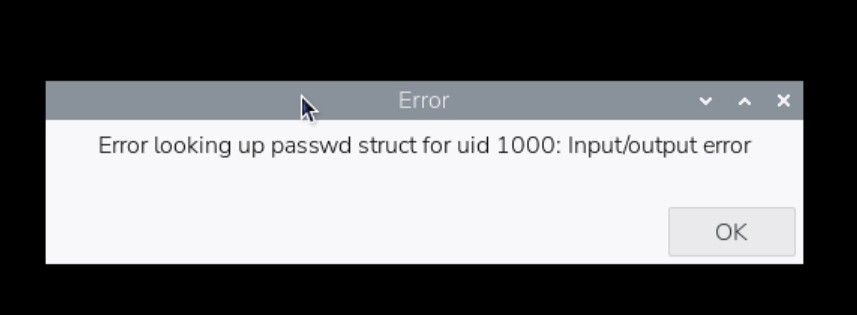 Error
Error looking up passwd struct for uid 1000: Input/output error
OK